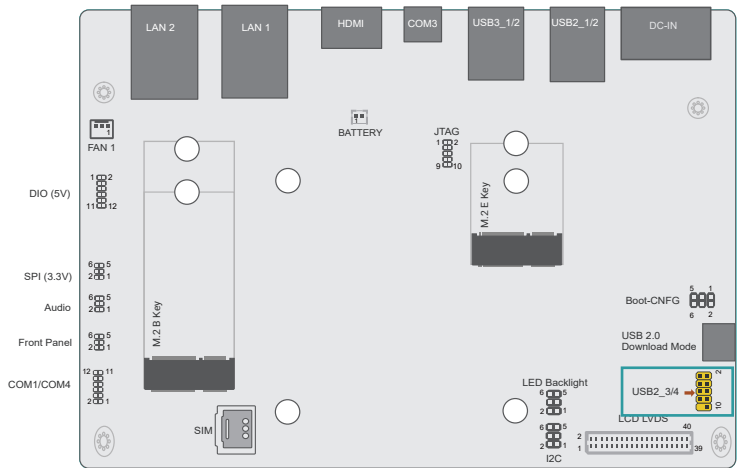 LAN 2
LAN 1
HDMI
COM3
USB3_1/2
USB2_1/2
DC-IN
1
BATTERY
1
FAN 1
JTAG
1 2
9 10
DIO (5V)
1 2
11 12
M.2 E Key
SPI (3.3V)
6 5
2 1
Audio
6 5
2 1
Front Panel
6 5
2 1
M.2 B Key
COM1/COM4
12 11
2 1
SIM
5 1
Boot-CNFG
6 2
USB 2.0
Download Mode
USB2_3/4
2
10
LED Backlight
6 5
2 1
6 5
2 1
I2C
LCD LVDS
40
2
1
39